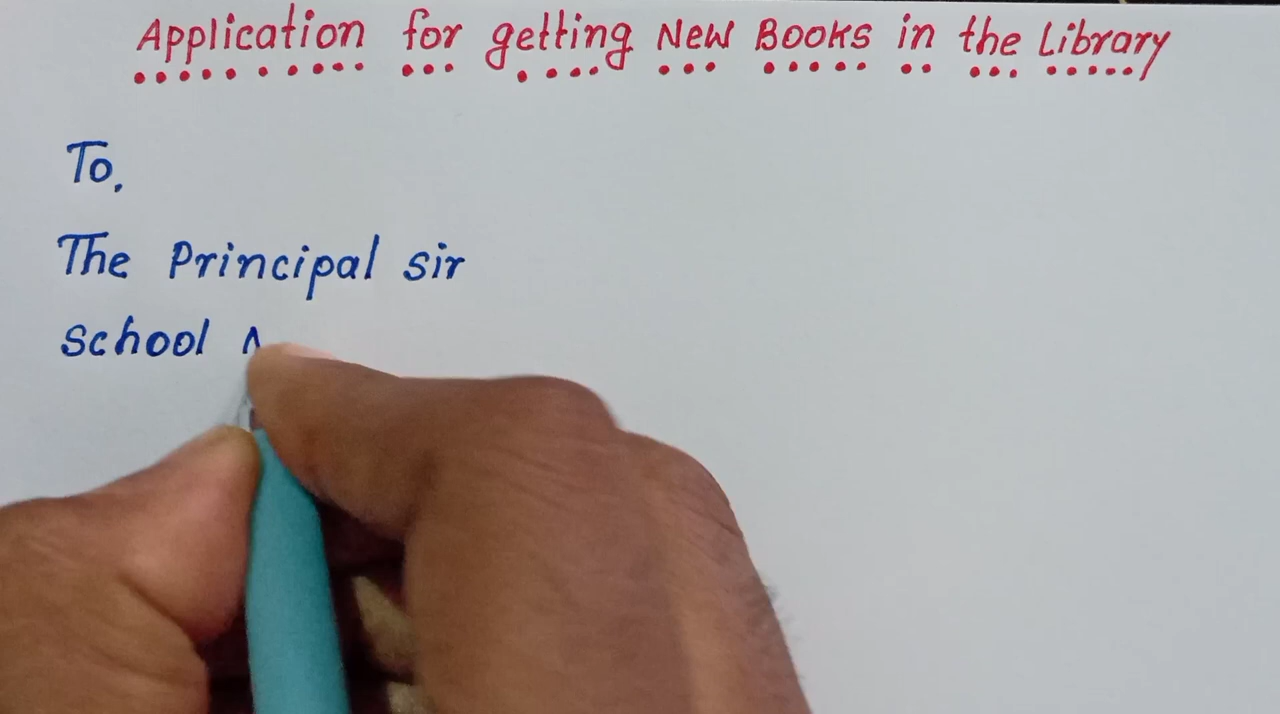 Application for getting New Books in the Library
To,
The Principal sir
school